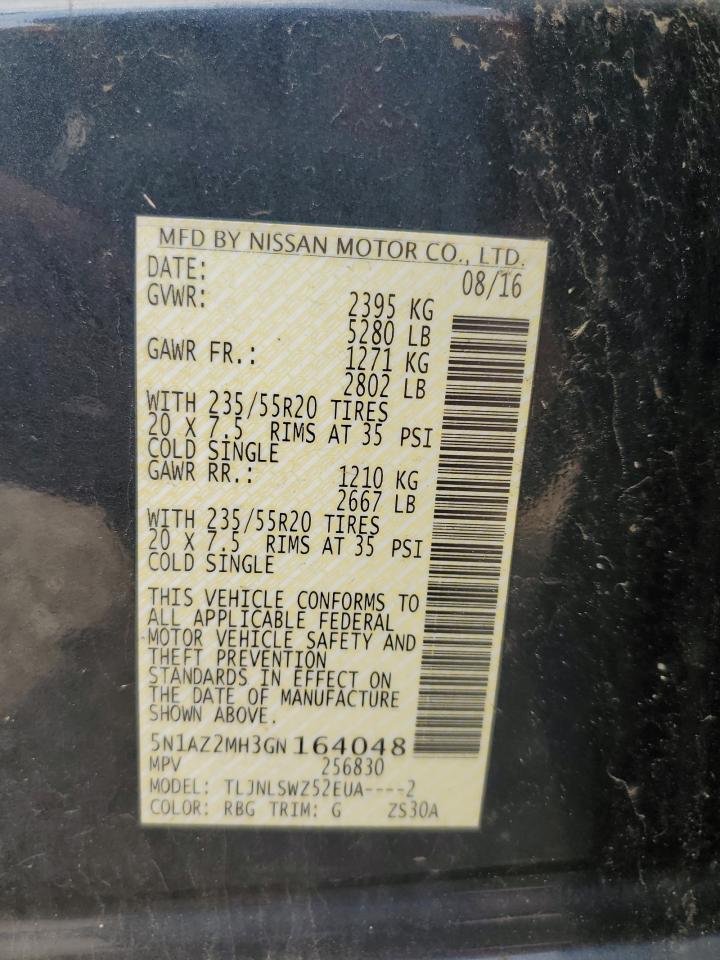 MFD BY NISSAN MOTOR CO., LTD.
DATE: 08/16
GVWR: 2395 KG
5280 LB
GAWR FR.: 1271 KG
2802 LB
WITH 235/55R20 TIRES
20 X 7.5 RIMS AT 35 PSI
COLD SINGLE
GAWR RR.: 1210 KG
2667 LB
WITH 235/55R20 TIRES
20 X 7.5 RIMS AT 35 PSI
COLD SINGLE
THIS VEHICLE CONFORMS TO
ALL APPLICABLE FEDERAL
MOTOR VEHICLE SAFETY AND
THEFT PREVENTION
STANDARDS IN EFFECT ON
THE DATE OF MANUFACTURE
SHOWN ABOVE.
5N1AZ2MH3GN164048
MPV 256830
MODEL: TLJNLSWZ52EUA----2
COLOR: RBG TRIM: G ZS30A